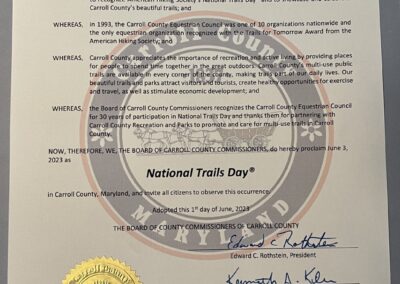 to recognize American Hiking Society's National Trails Day® and to showcase and
Carroll County's beautiful trails; and
WHEREAS, in 1993, the Carroll County Equestrian Council was one of 10 organizations nationwide and
the only equestrian organization recognized with the Trails for Tomorrow Award from the
American Hiking Society; and
WHEREAS, Carroll County appreciates the importance of recreation and active living by providing places
for people to spend time together in the great outdoors. Carroll County's multi-use public
trails are available in every corner of the county, making trails part of our daily lives. Our
beautiful trails and parks attract visitors and tourists, create healthy opportunities for exercise
and travel, as well as stimulate economic development; and
WHEREAS, the Board of Carroll County Commissioners recognizes the Carroll County Equestrian Council
for 30 years of participation in National Trails Day and thanks them for partnering with
Carroll County Recreation and Parks to promote and care for multi-use trails in Carroll
County;
NOW, THEREFORE, WE, THE BOARD OF CARROLL COUNTY COMMISSIONERS, do hereby proclaim June 3,
2023 as
National Trails Day®
in Carroll County, Maryland, and invite all citizens to observe this occurrence.
Adopted this 1st day of June, 2023
THE BOARD OF COUNTY COMMISSIONERS OF CARROLL COUNTY
Edward C. Rothstein
Edward C. Rothstein, President
Kenneth A. Kiler
Carroll County
MARYLAND